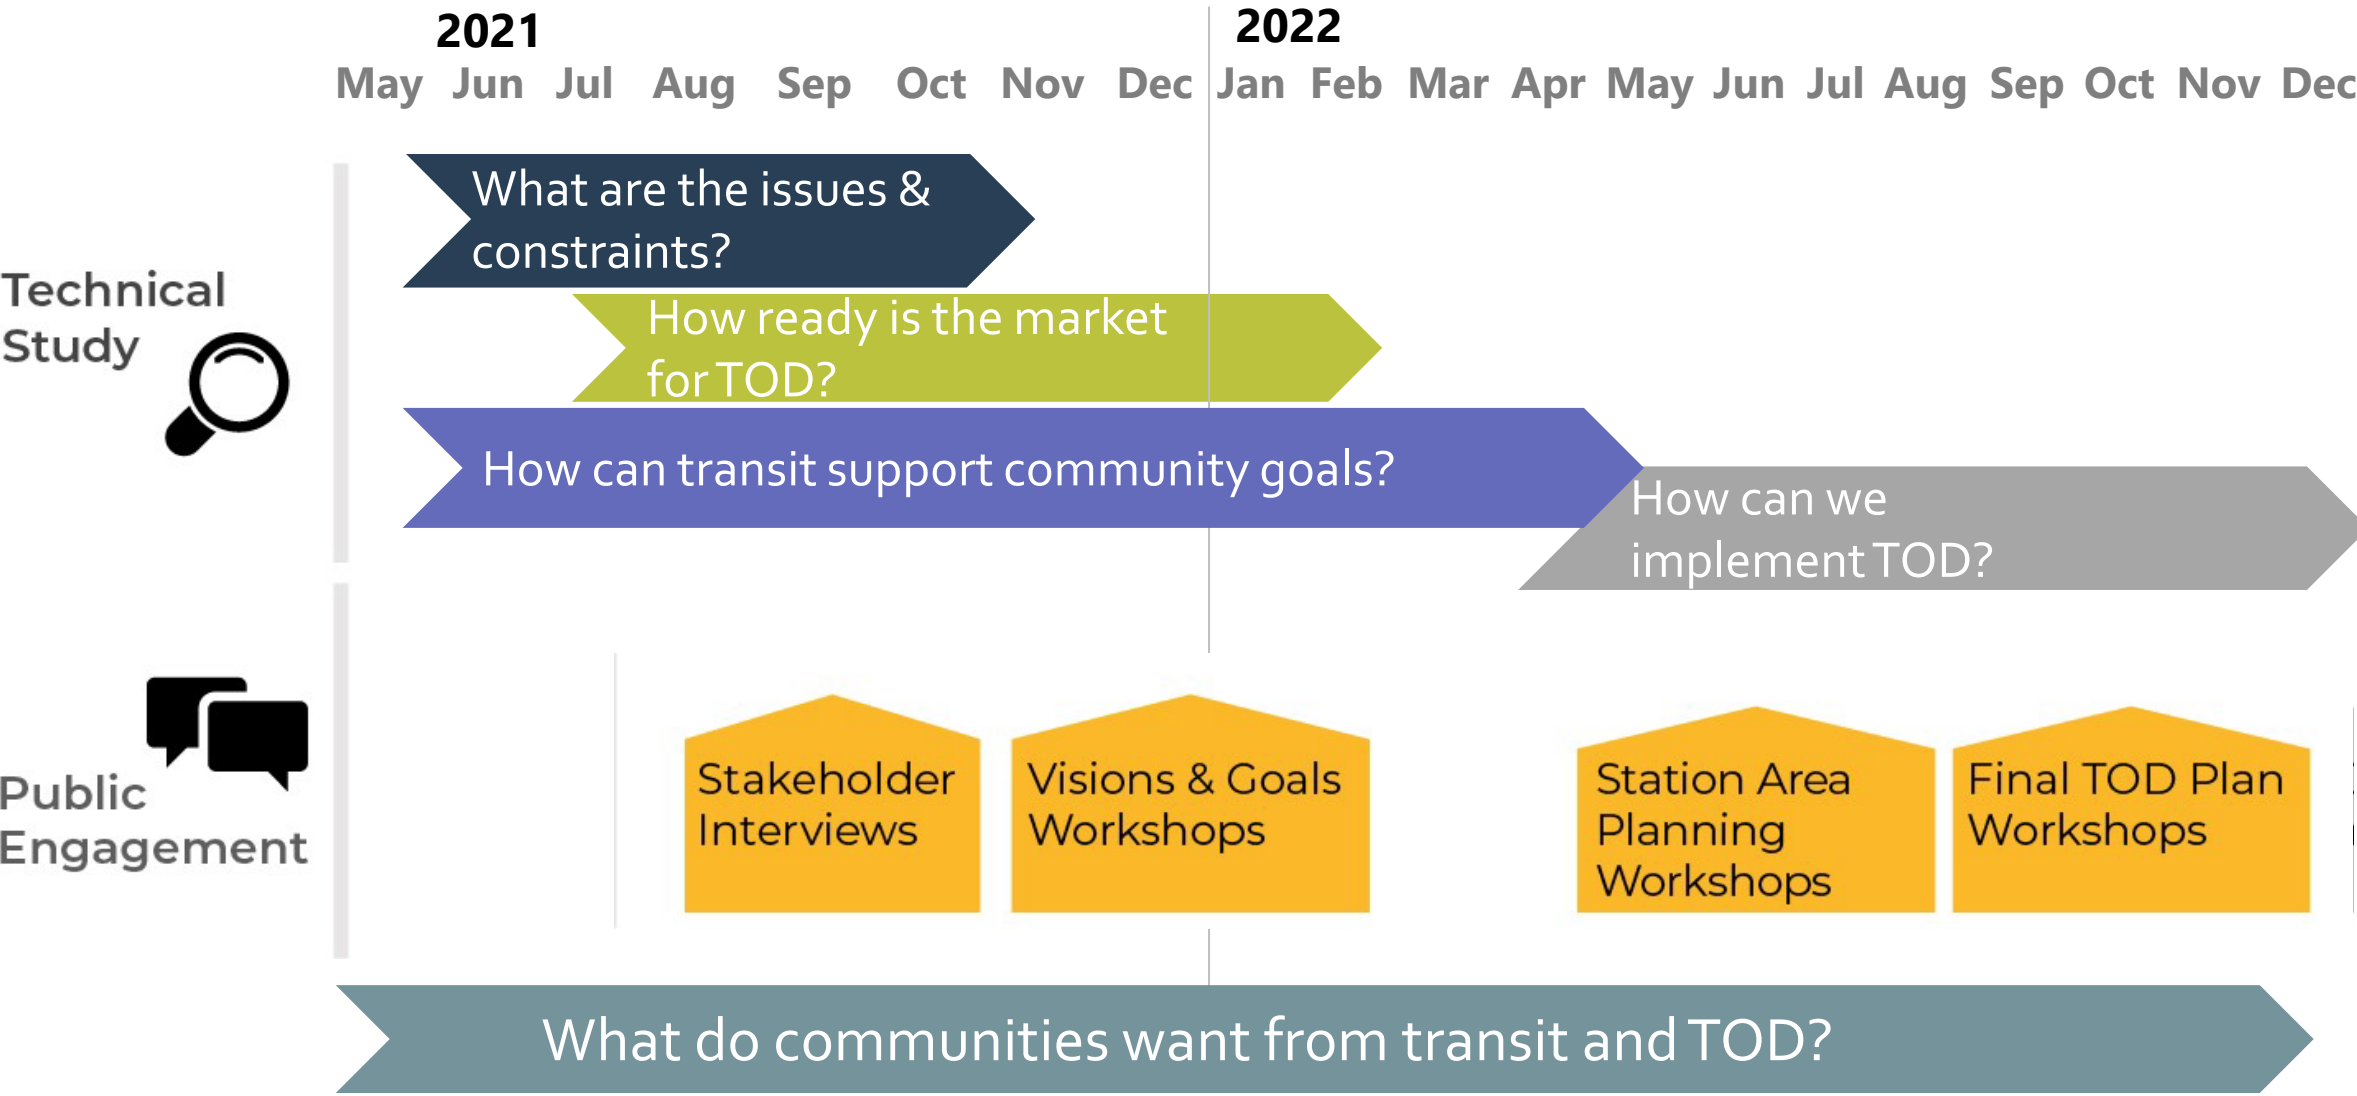 2021
2022
May Jun Jul Aug Sep Oct Nov Dec Jan Feb Mar Apr May Jun Jul Aug Sep Oct Nov Dec
What are the issues &
constraints?
Technical
Study
How ready is the market
for TOD?
How can transit support community goals?
How can we
implement TOD?
Public
Engagement
Stakeholder
Interviews
Visions & Goals
Workshops
Station Area
Planning
Workshops
Final TOD Plan
Workshops
What do communities want from transit and TOD?